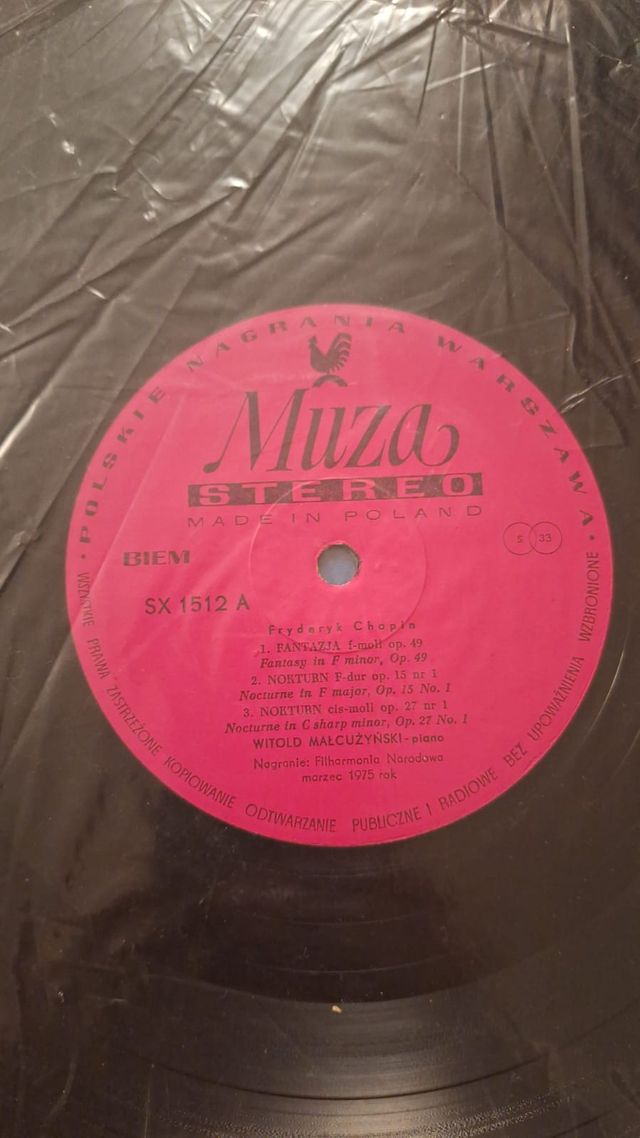 • POLSKIE NAGRANIA WARSZAWA •
Muza
STEREO
MADE IN POLAND
BIEM
S 33
SX 1512 A
Fryderyk Chopin
1. FANTAZJA f-moll op. 49
Fantasy in F minor, Op. 49
2. NOKTURN F-dur op. 15 nr 1
Nocturne in F major, Op. 15 No. 1
3. NOKTURN cis-moll op. 27 nr 1
Nocturne in C sharp minor, Op. 27 No. 1
WITOLD MAŁCUŻYŃSKI - piano
Nagranie: Filharmonia Narodowa
marzec 1975 rok
WSZYSTKIE PRAWA ZASTRZEŻONE KOPIOWANIE ODTWARZANIE PUBLICZNE I RADIOWE BEZ UPOWAŻNIENIA WZBRONIONE